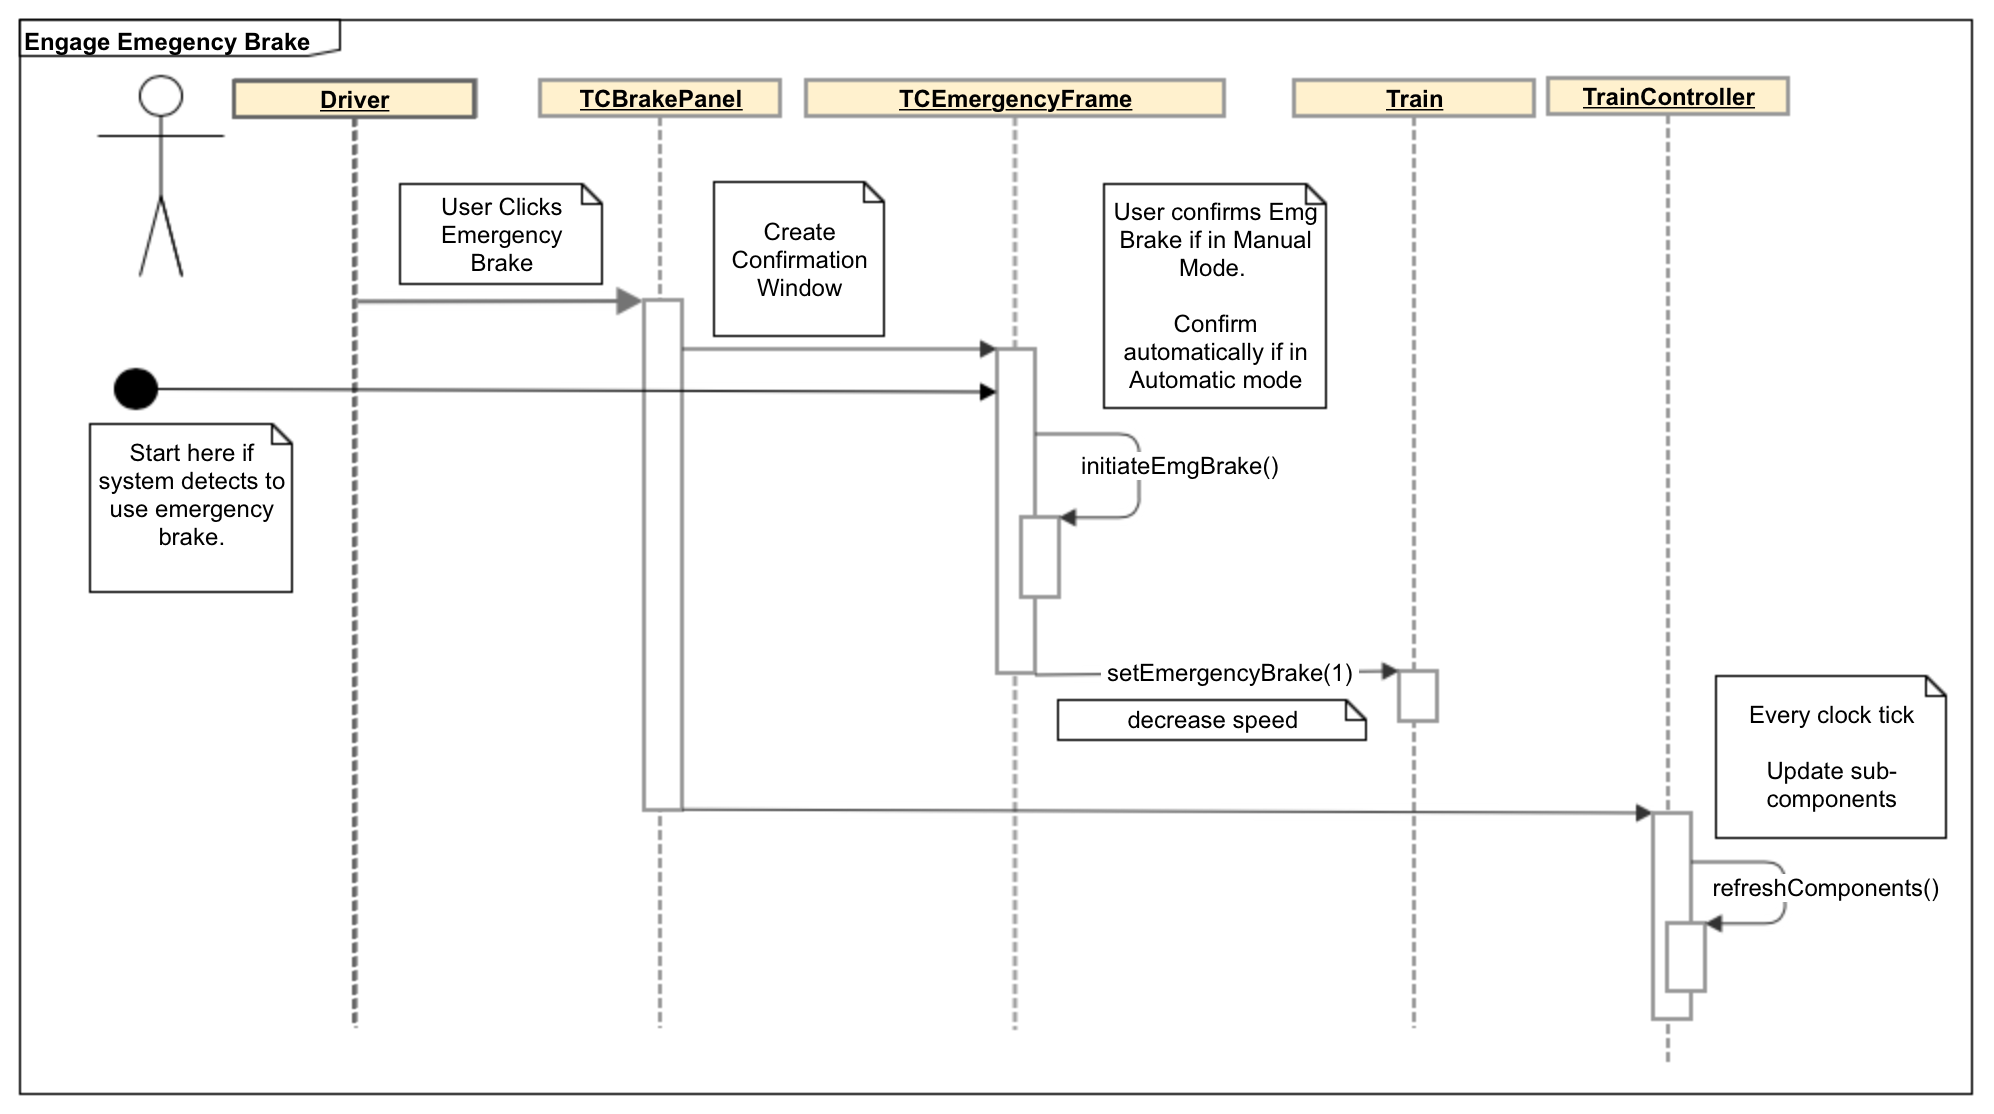 Engage Emegency Brake
Driver
TCBrakePanel
TCEmergencyFrame
Train
TrainController
User Clicks
Emergency
Brake
Create
Confirmation
Window
User confirms Emg
Brake if in Manual
Mode.
Confirm
automatically if in
Automatic mode
Start here if
system detects to
use emergency
brake.
initiateEmgBrake()
setEmergencyBrake(1)
decrease speed
Every clock tick
Update sub-
components
refreshComponents()